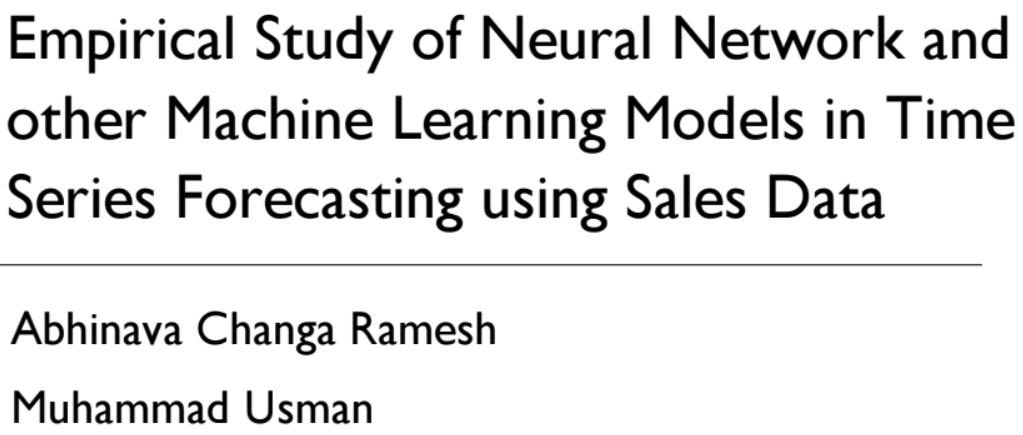 Empirical Study of Neural Network and
other Machine Learning Models in Time
Series Forecasting using Sales Data
Abhinava Changa Ramesh
Muhammad Usman